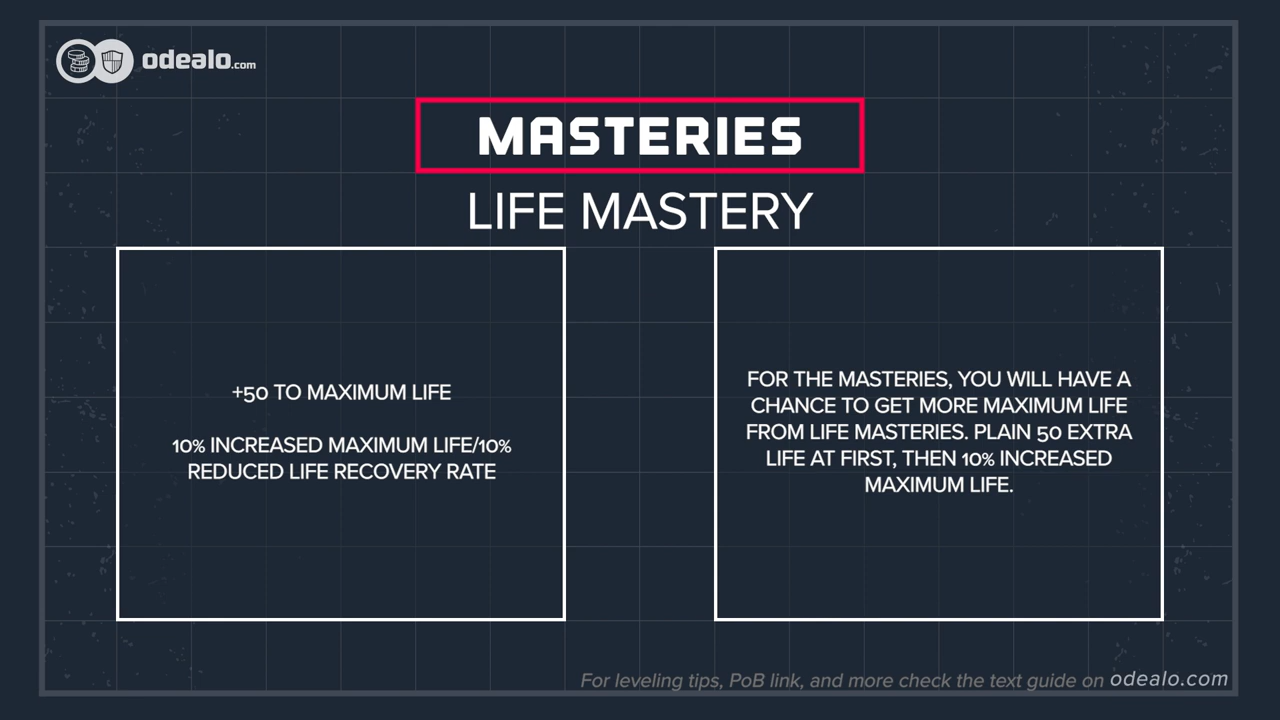 odealo.com
MASTERIES
LIFE MASTERY
+50 TO MAXIMUM LIFE
10% INCREASED MAXIMUM LIFE/10%
REDUCED LIFE RECOVERY RATE
FOR THE MASTERIES, YOU WILL HAVE A
CHANCE TO GET MORE MAXIMUM LIFE
FROM LIFE MASTERIES. PLAIN 50 EXTRA
LIFE AT FIRST, THEN 10% INCREASED
MAXIMUM LIFE.
For leveling tips, PoB link, and more check the text guide on odealo.com